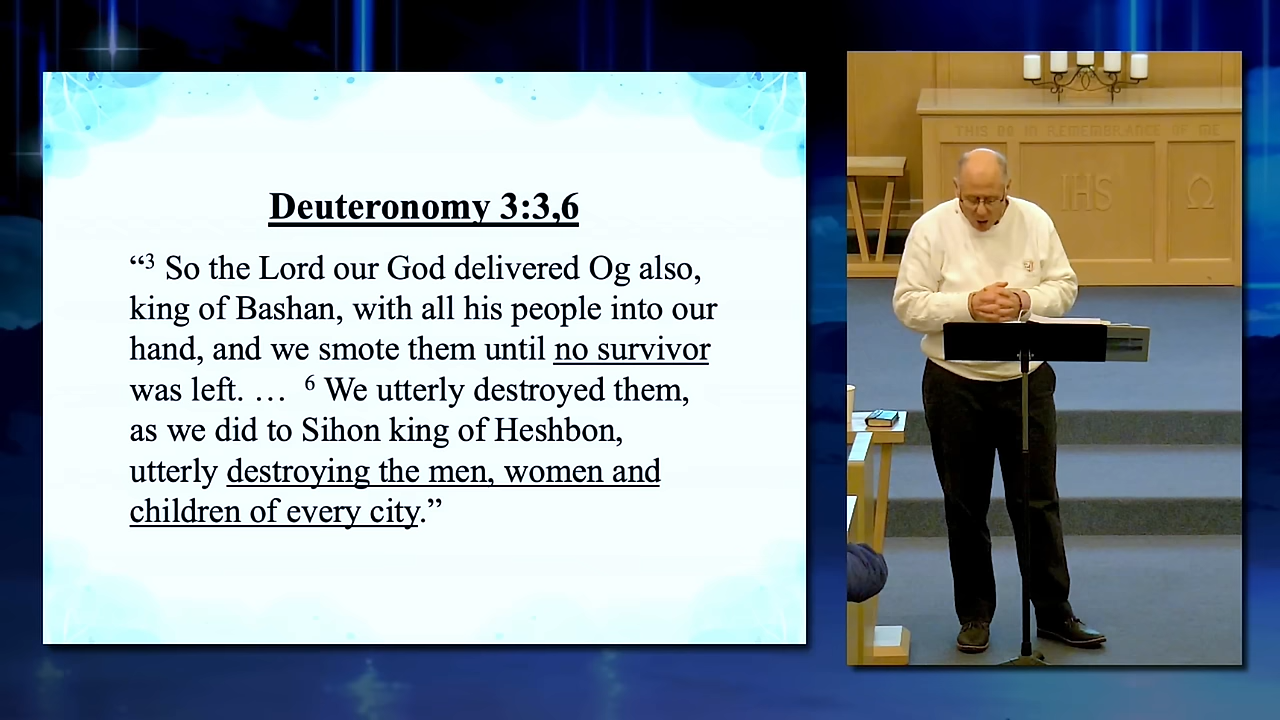 Deuteronomy 3:3,6
“3 So the Lord our God delivered Og also,
king of Bashan, with all his people into our
hand, and we smote them until no survivor
was left. … 6 We utterly destroyed them,
as we did to Sihon king of Heshbon,
utterly destroying the men, women and
children of every city.”
THIS DO IN REMEMBRANCE OF ME
IHS
Ω